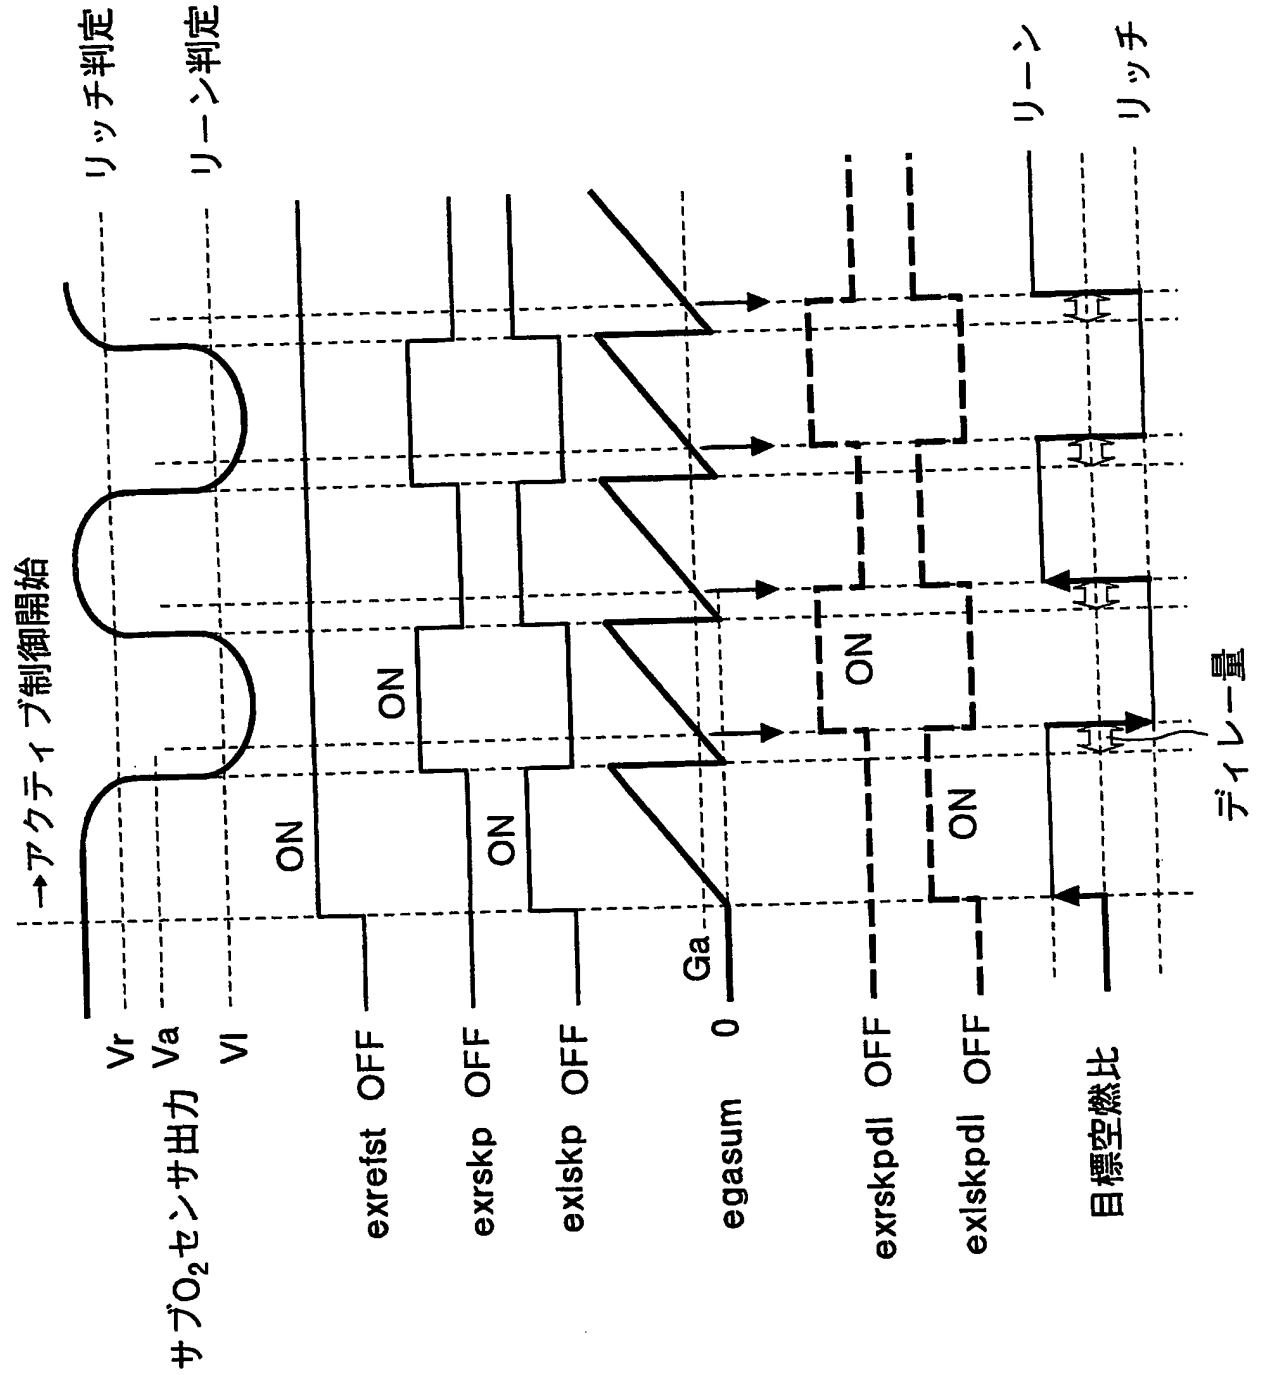 →アクティブ制御開始
リッチ判定
リーン判定
Vr
Va
Vl
サブO₂センサ出力
ON
exrefst OFF
ON
exrskp OFF
ON
exlskp OFF
Ga
egasum 0
ON
exrskpdl OFF
ON
exlskpdl OFF
リーン
リッチ
目標空燃比
ディレー量